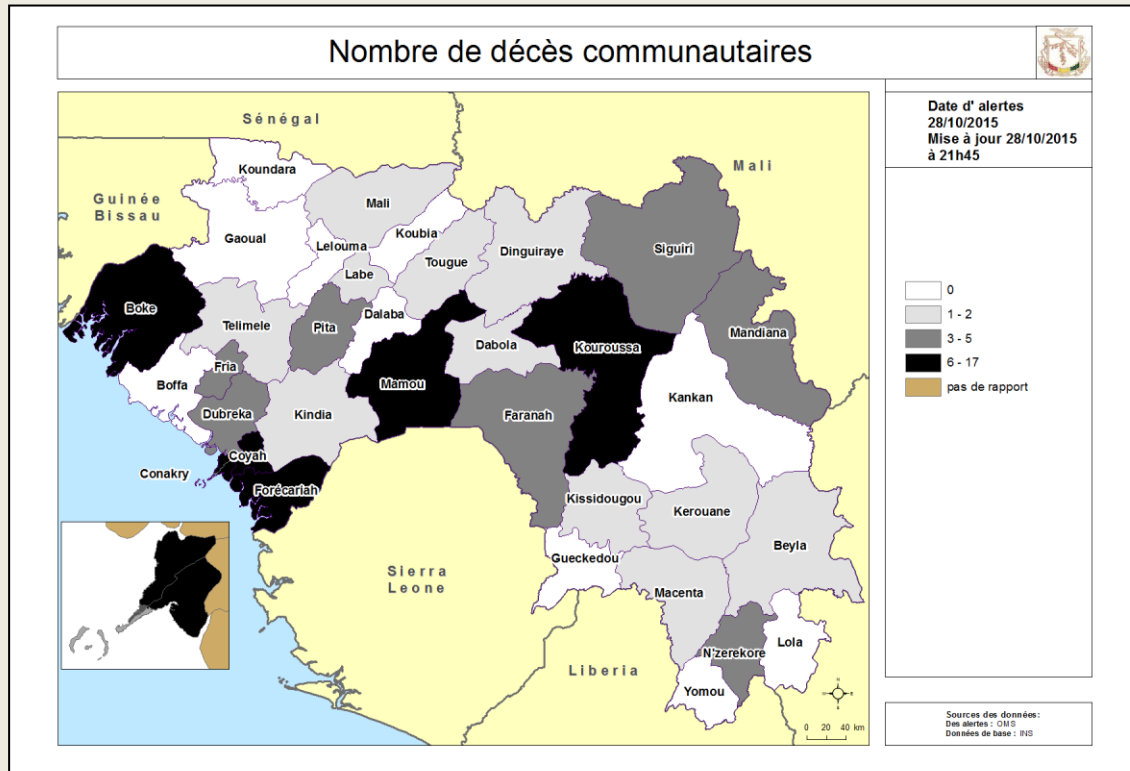 Nombre de décès communautaires
Date d' alertes
28/10/2015
Mise à jour 28/10/2015
à 21h45
0
1 - 2
3 - 5
6 - 17
pas de rapport
Sénégal
Mali
Guinée
Bissau
Koundara
Mali
Gaoual
Lelouma
Koubia
Labe
Tougue
Dinguiraye
Siguiri
Boke
Telimele
Pita
Dalaba
Mandiana
Fria
Dabola
Kouroussa
Boffa
Mamou
Dubreka
Kindia
Faranah
Kankan
Coyah
Conakry
Forécariah
Kissidougou
Kerouane
Beyla
Gueckedou
Sierra
Leone
Macenta
Lola
N'zerekore
Liberia
Yomou
0 20 40 km
Sources des données:
Des alertes : OMS
Données de base : INS